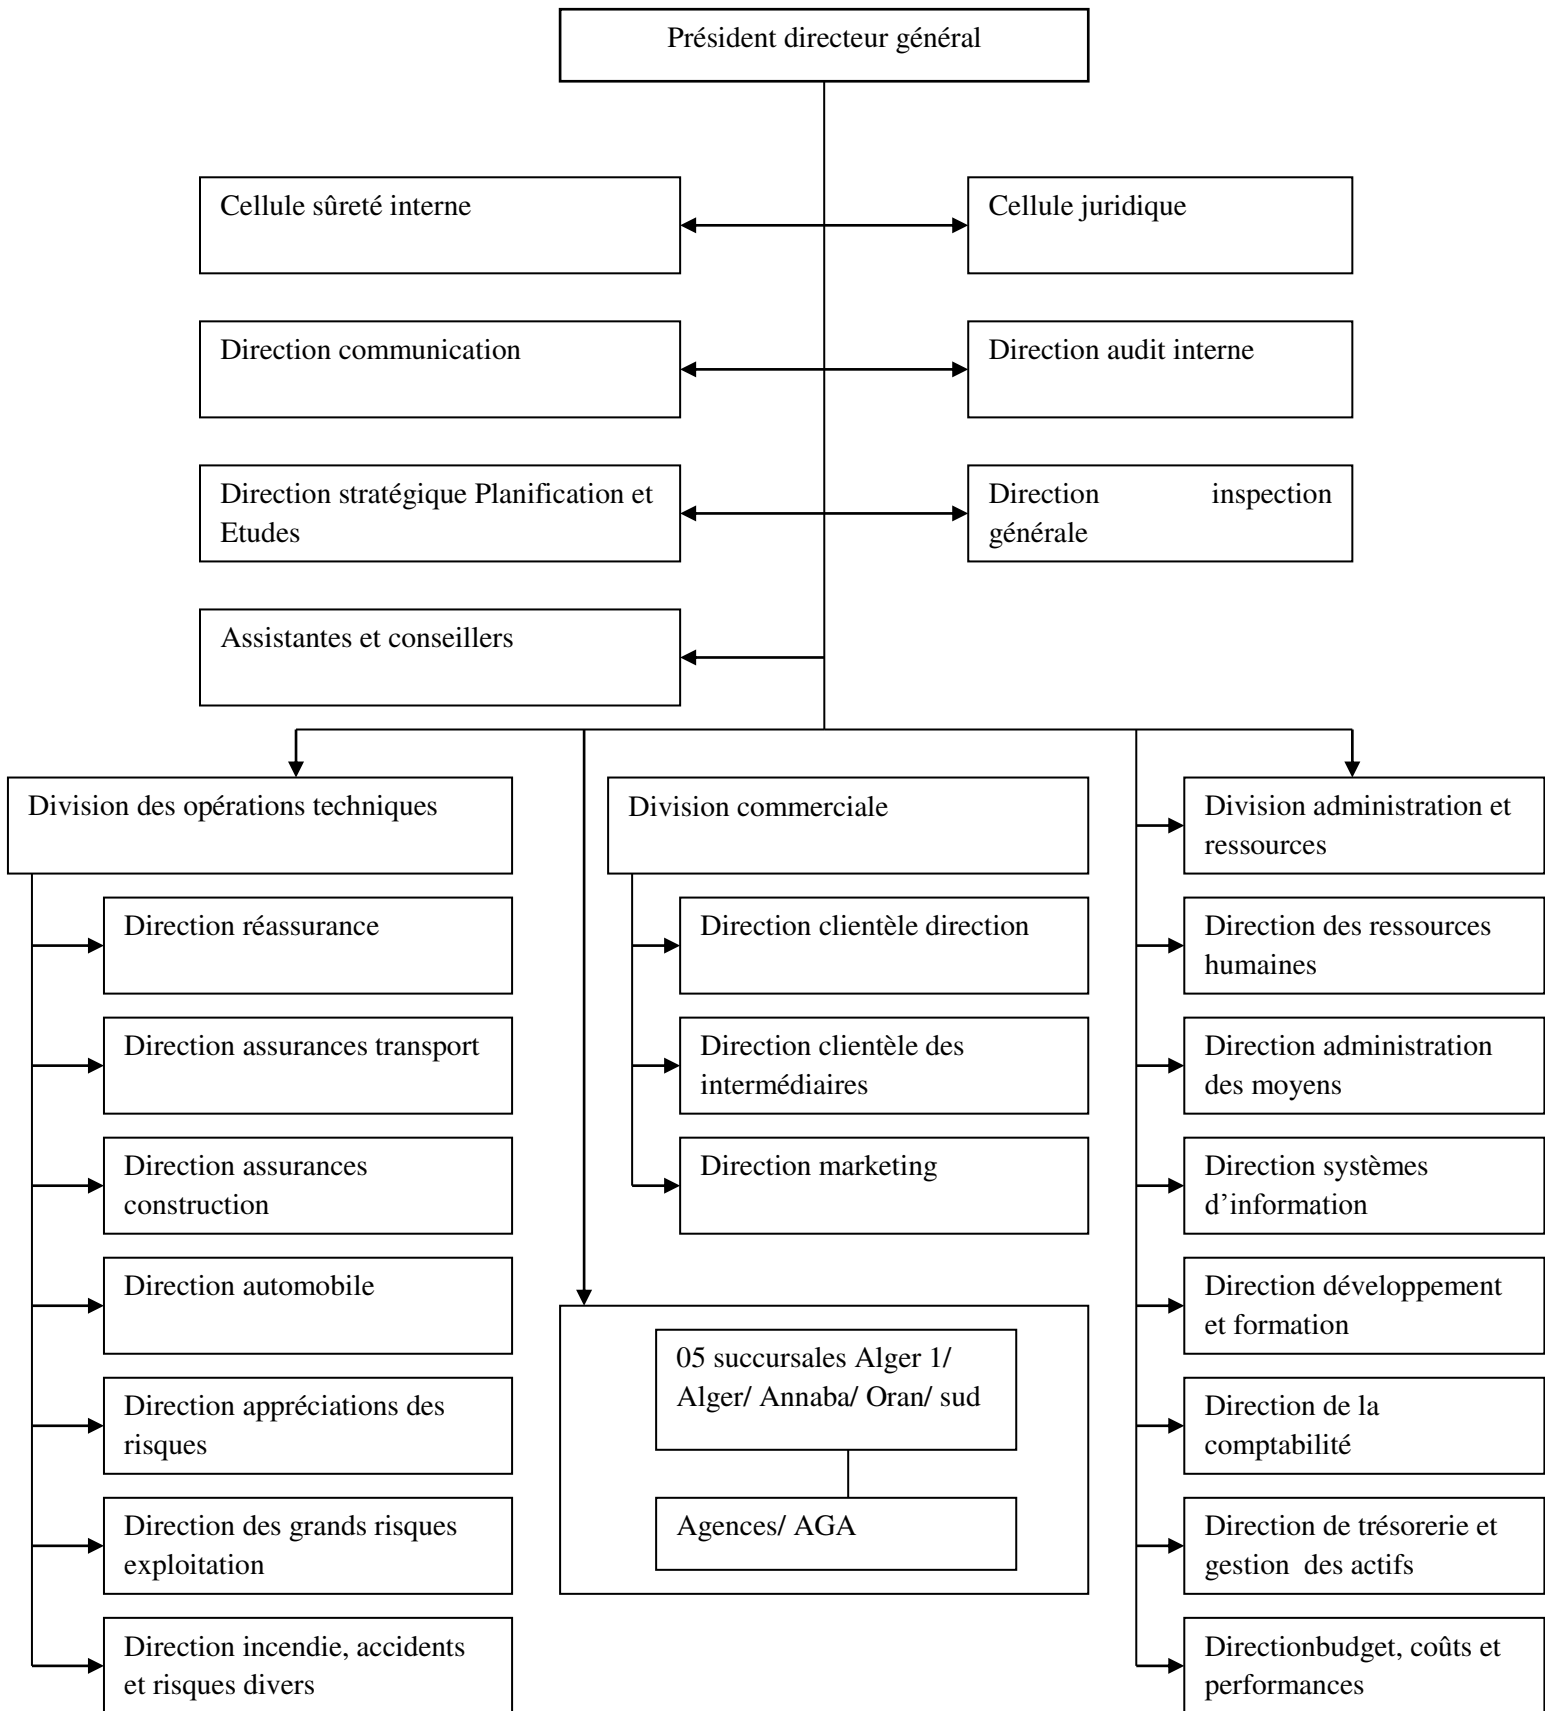 Président directeur général
Cellule sûreté interne
Cellule juridique
Direction communication
Direction audit interne
Direction stratégique Planification et
Etudes
Direction inspection
générale
Assistantes et conseillers
Division des opérations techniques
Direction réassurance
Direction assurances transport
Direction assurances
construction
Direction automobile
Direction appréciations des
risques
Direction des grands risques
exploitation
Direction incendie, accidents
et risques divers
Division commerciale
Direction clientèle direction
Direction clientèle des
intermédiaires
Direction marketing
05 succursales Alger 1/
Alger/ Annaba/ Oran/ sud
Agences/ AGA
Division administration et
ressources
Direction des ressources
humaines
Direction administration
des moyens
Direction systèmes
d’information
Direction développement
et formation
Direction de la
comptabilité
Direction de trésorerie et
gestion  des actifs
Directionbudget, coûts et
performances